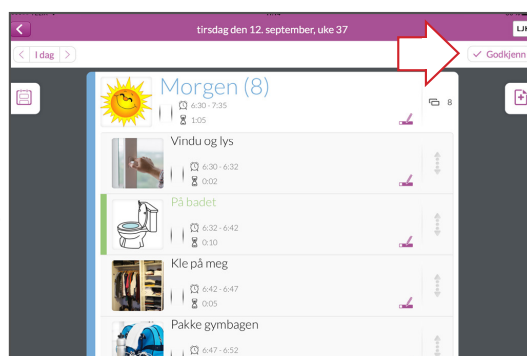 tirsdag den 12. september, uke 37
I dag
Godkjenn
Morgen (8)
6:30 - 7:35
1:05
8
Vindu og lys
6:30 - 6:32
0:02
På badet
6:32 - 6:42
0:10
Kle på meg
6:42 - 6:47
0:05
Pakke gymbagen
6:47 - 6:52